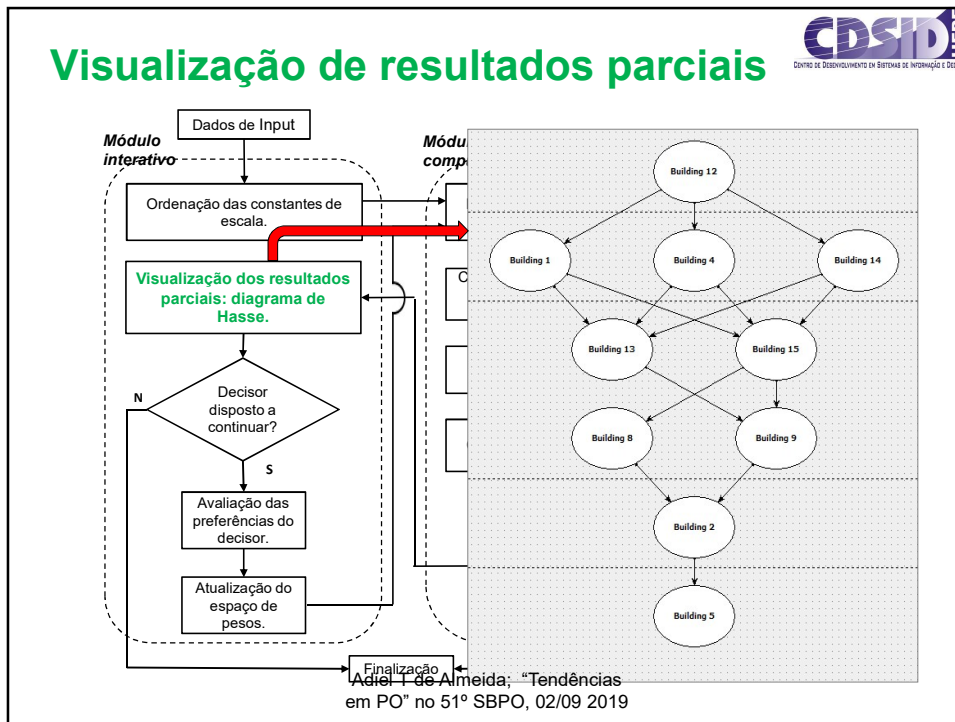 Visualização de resultados parciais
CDSID
UFPE
CENTRO DE DESENVOLVIMENTO EM SISTEMAS DE INFORMAÇÃO E
Dados de Input
Módulo
interativo
Ordenação das constantes de
escala.
Visualização dos resultados
parciais: diagrama de
Hasse.
N
Decisor
disposto a
continuar?
S
Avaliação das
preferências do
decisor.
Atualização do
espaço de
pesos.
Finalização
Building 12
Building 1
Building 4
Building 14
Building 13
Building 15
Building 8
Building 9
Building 2
Building 5
Adiel T de Almeida; “Tendências
em PO” no 51º SBPO, 02/09 2019